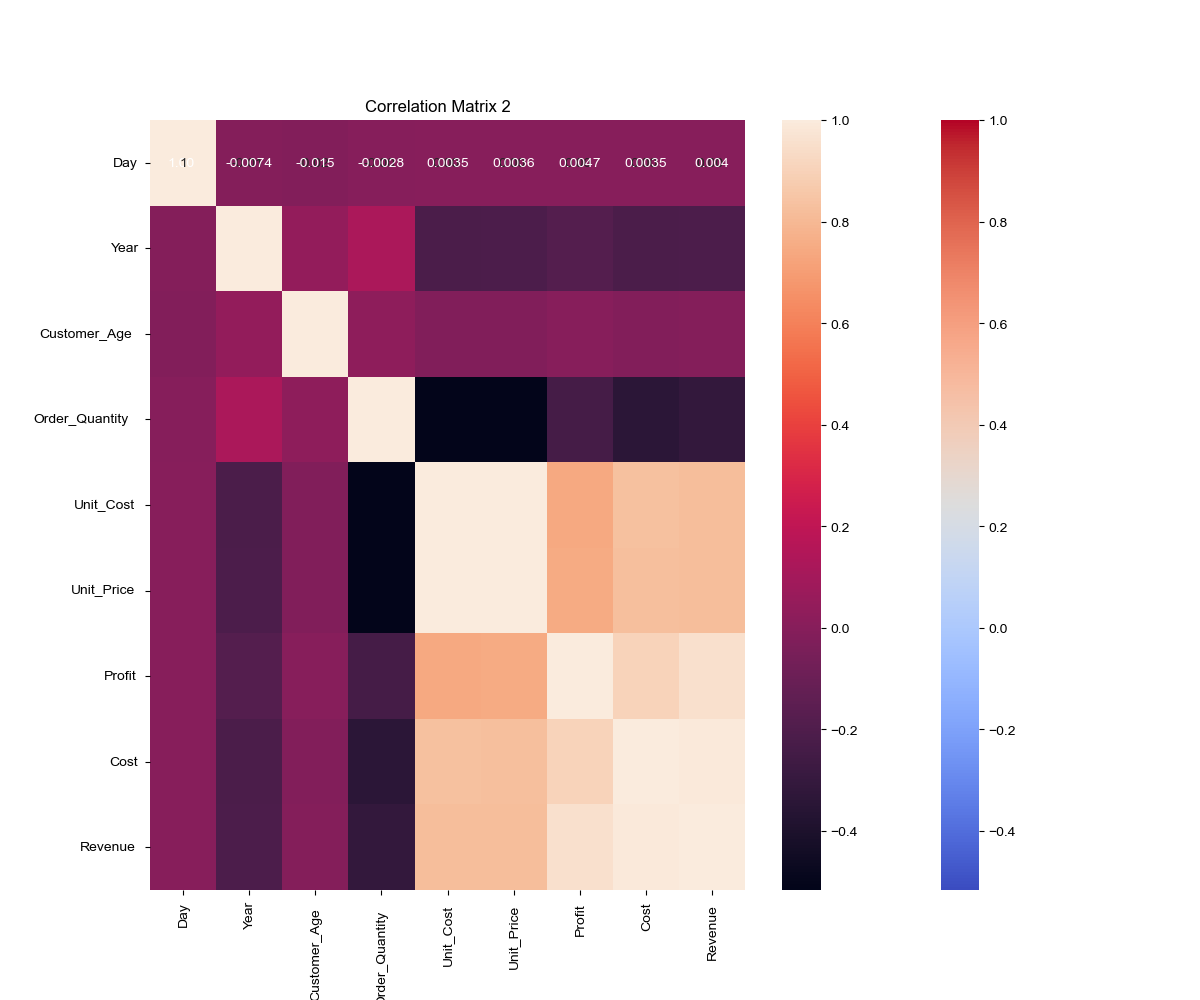 Correlation Matrix 2
Day 1 -0.0074 -0.015 -0.0028 0.0035 0.0036 0.0047 0.0035 0.004
Year
Customer_Age
Order_Quantity
Unit_Cost
Unit_Price
Profit
Cost
Revenue
Day Year Customer_Age Order_Quantity Unit_Cost Unit_Price Profit Cost Revenue
1.0
0.8
0.6
0.4
0.2
0.0
−0.2
−0.4
1.0
0.8
0.6
0.4
0.2
0.0
−0.2
−0.4